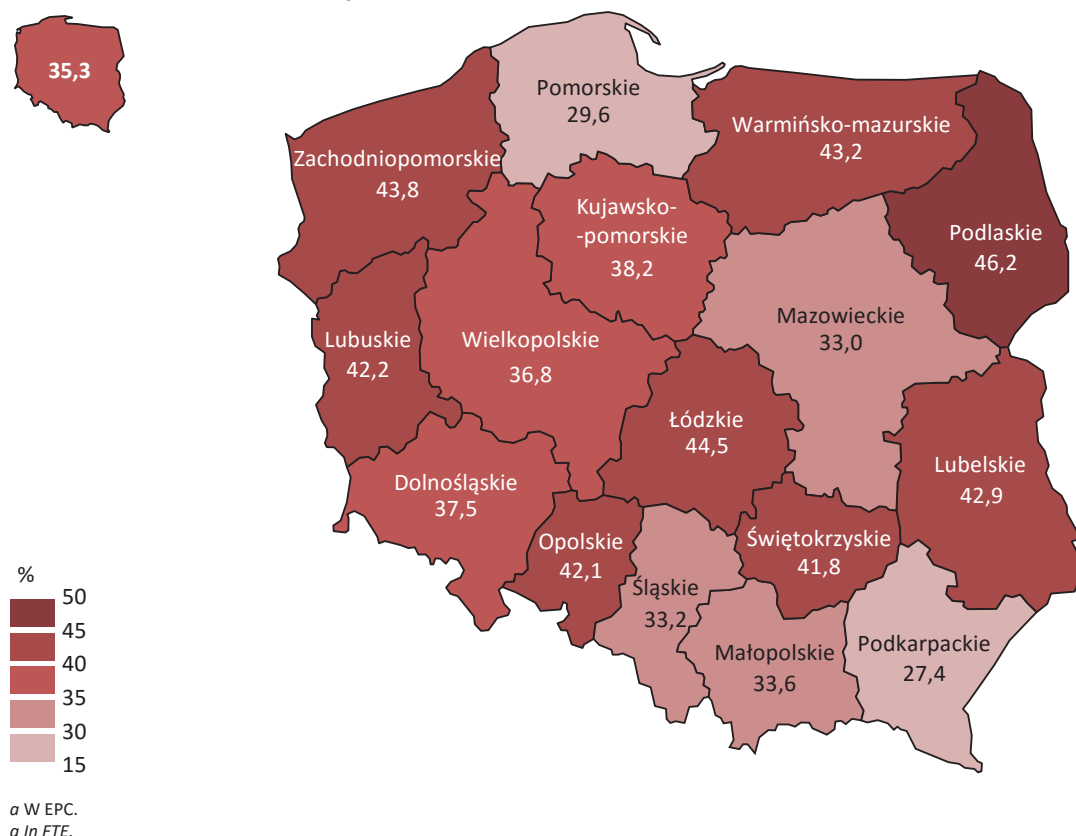 35,3
Pomorskie
29,6
Warmińsko-mazurskie
43,2
Zachodniopomorskie
43,8
Kujawsko-
-pomorskie
38,2
Podlaskie
46,2
Mazowieckie
33,0
Lubuskie
42,2
Wielkopolskie
36,8
Łódzkie
44,5
Lubelskie
42,9
Dolnośląskie
37,5
Opolskie
42,1
Świętokrzyskie
41,8
Śląskie
33,2
Małopolskie
33,6
Podkarpackie
27,4
%
50
45
40
35
30
15
a W EPC.
a In FTE.